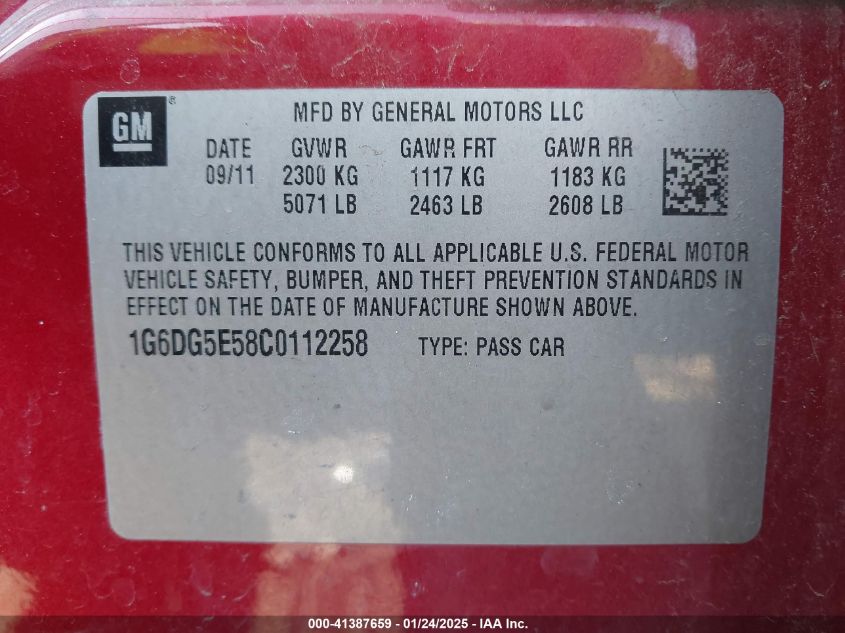 GM®
MFD BY GENERAL MOTORS LLC
DATE GVWR GAWR FRT GAWR RR
09/11 2300 KG 1117 KG 1183 KG
5071 LB 2463 LB 2608 LB
THIS VEHICLE CONFORMS TO ALL APPLICABLE U.S. FEDERAL MOTOR
VEHICLE SAFETY, BUMPER, AND THEFT PREVENTION STANDARDS IN
EFFECT ON THE DATE OF MANUFACTURE SHOWN ABOVE.
1G6DG5E58C0112258 TYPE: PASS CAR
000-41387659 - 01/24/2025 - IAA Inc.